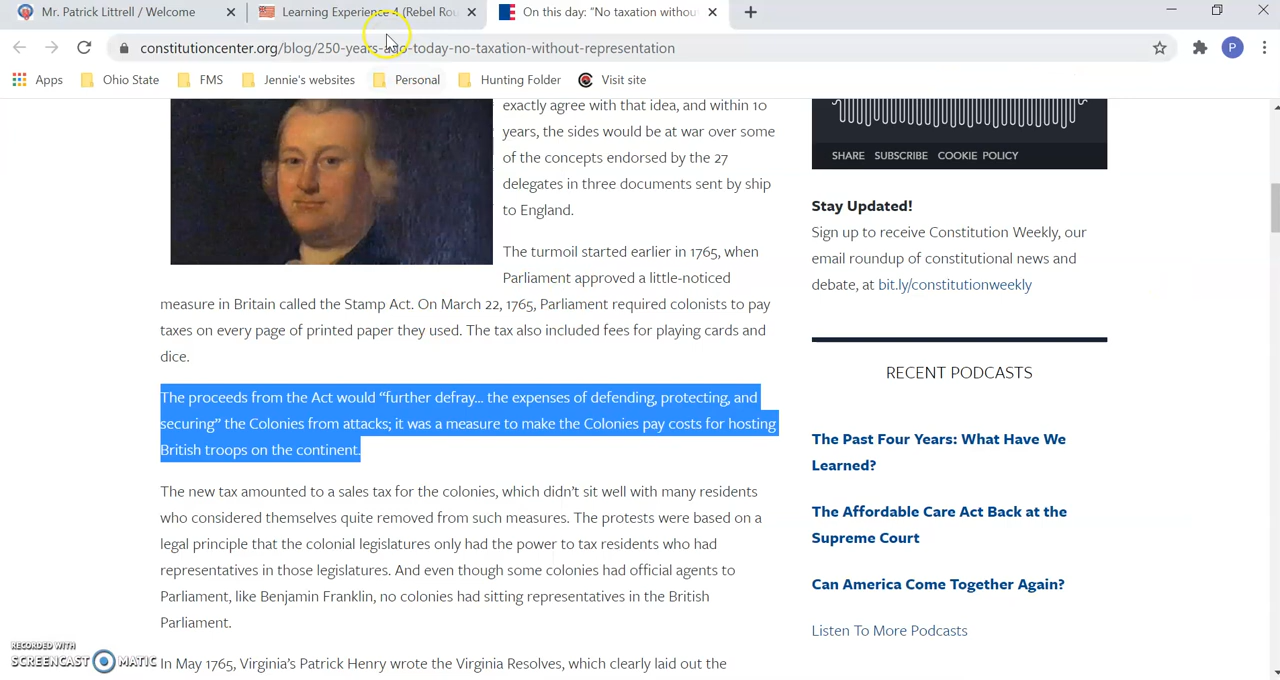 Mr. Patrick Littrell / Welcome
Learning Experience 4 (Rebel Rou
On this day: "No taxation withou
constitutioncenter.org/blog/250-years-ago-today-no-taxation-without-representation
P
Apps
Ohio State
FMS
Jennie's websites
Personal
Hunting Folder
Visit site
exactly agree with that idea, and within 10
years, the sides would be at war over some
of the concepts endorsed by the 27
delegates in three documents sent by ship
to England.
The turmoil started earlier in 1765, when
Parliament approved a little-noticed
measure in Britain called the Stamp Act. On March 22, 1765, Parliament required colonists to pay
taxes on every page of printed paper they used. The tax also included fees for playing cards and
dice.
The proceeds from the Act would “further defray… the expenses of defending, protecting, and
securing” the Colonies from attacks; it was a measure to make the Colonies pay costs for hosting
British troops on the continent.
The new tax amounted to a sales tax for the colonies, which didn’t sit well with many residents
who considered themselves quite removed from such measures. The protests were based on a
legal principle that the colonial legislatures only had the power to tax residents who had
representatives in those legislatures. And even though some colonies had official agents to
Parliament, like Benjamin Franklin, no colonies had sitting representatives in the British
Parliament.
In May 1765, Virginia’s Patrick Henry wrote the Virginia Resolves, which clearly laid out the
SHARE SUBSCRIBE COOKIE POLICY
Stay Updated!
Sign up to receive Constitution Weekly, our
email roundup of constitutional news and
debate, at bit.ly/constitutionweekly
RECENT PODCASTS
The Past Four Years: What Have We
Learned?
The Affordable Care Act Back at the
Supreme Court
Can America Come Together Again?
Listen To More Podcasts
RECORDED WITH
SCREENCAST MATIC